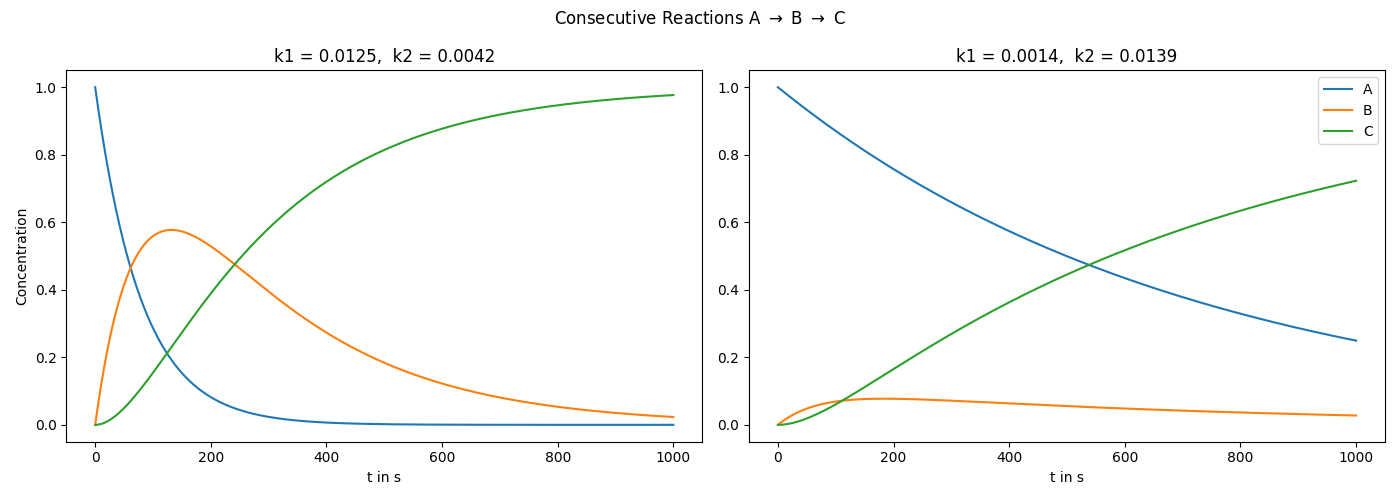 Consecutive Reactions A → B → C
k1 = 0.0125,  k2 = 0.0042
Concentration
1.0
0.8
0.6
0.4
0.2
0.0
0 200 400 600 800 1000
t in s
k1 = 0.0014,  k2 = 0.0139
A
B
C
1.0
0.8
0.6
0.4
0.2
0.0
0 200 400 600 800 1000
t in s